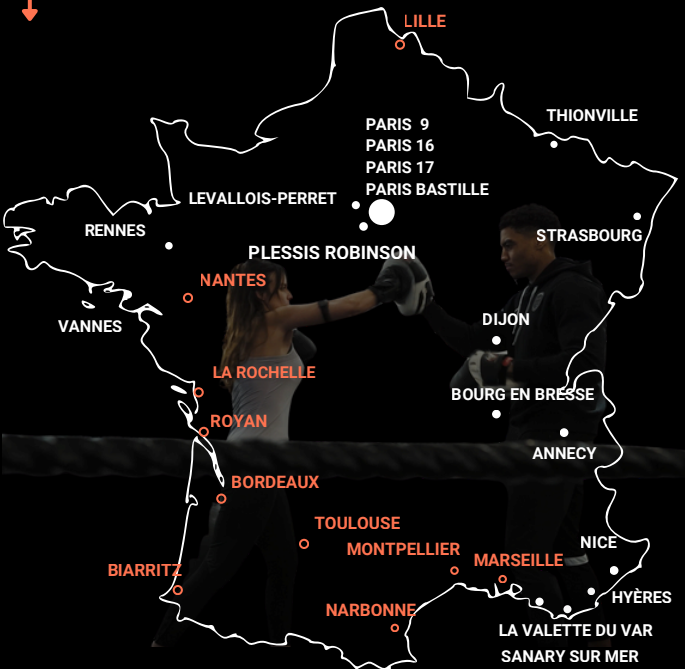 LILLE
THIONVILLE
PARIS 9
PARIS 16
PARIS 17
PARIS BASTILLE
LEVALLOIS-PERRET
RENNES
STRASBOURG
PLESSIS ROBINSON
NANTES
VANNES
DIJON
LA ROCHELLE
BOURG EN BRESSE
ROYAN
ANNECY
BORDEAUX
TOULOUSE
NICE
MONTPELLIER
MARSEILLE
BIARRITZ
HYÈRES
NARBONNE
LA VALETTE DU VAR
SANARY SUR MER